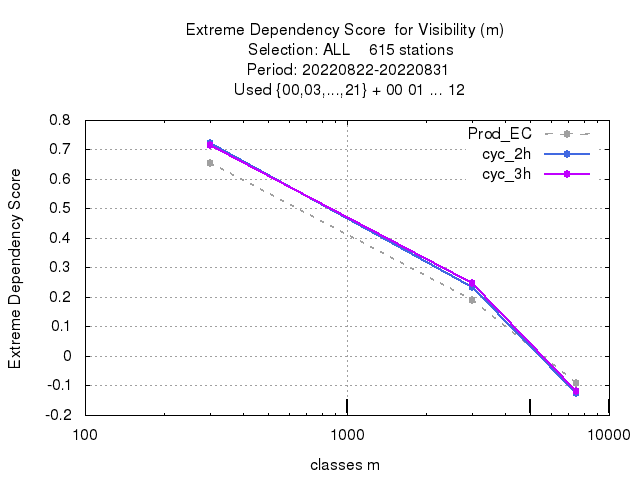 Extreme Dependency Score  for Visibility (m)
Selection: ALL    615 stations
Period: 20220822-20220831
Used {00,03,...,21} + 00 01 ... 12
Prod_EC
cyc_2h
cyc_3h
Extreme Dependency Score
0.8
0.7
0.6
0.5
0.4
0.3
0.2
0.1
0
-0.1
-0.2
100 1000 10000
classes m